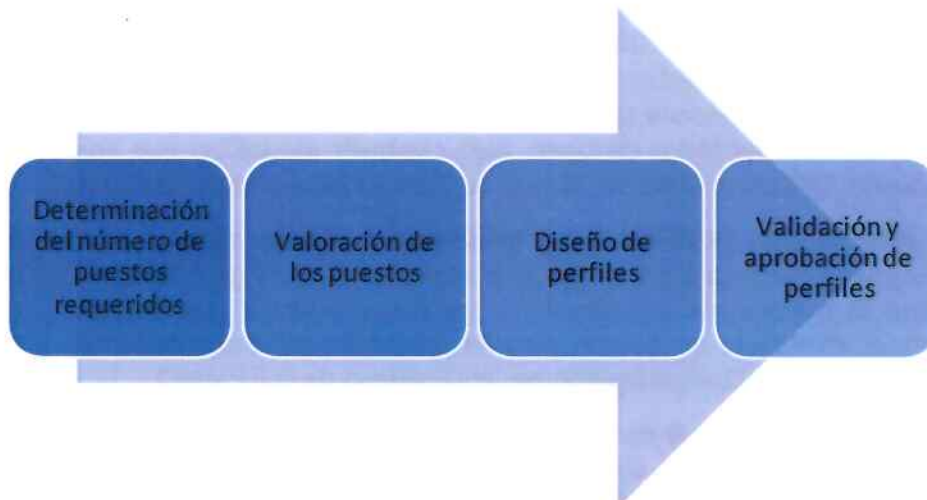 Determinación
del número de
puestos
requeridos
Valoración de
los puestos
Diseño de
perfiles
Validación y
aprobación de
perfiles